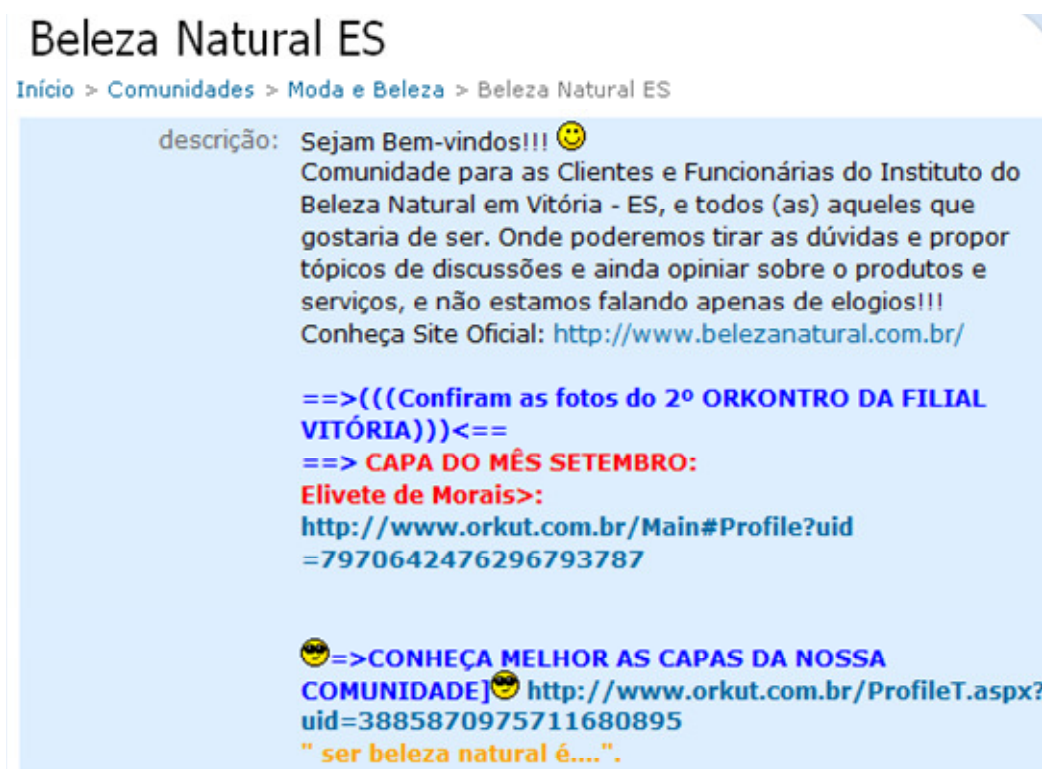 Beleza Natural ES
Início > Comunidades > Moda e Beleza > Beleza Natural ES
descrição: Sejam Bem-vindos!!!
Comunidade para as Clientes e Funcionárias do Instituto do
Beleza Natural em Vitória - ES, e todos (as) aqueles que
gostaria de ser. Onde poderemos tirar as dúvidas e propor
tópicos de discussões e ainda opiniar sobre o produtos e
serviços, e não estamos falando apenas de elogios!!!
Conheça Site Oficial: http://www.belezanatural.com.br/
==>(((Confiram as fotos do 2º ORKONTRO DA FILIAL
VITÓRIA)))<==
==> CAPA DO MÊS SETEMBRO:
Elivete de Morais>:
http://www.orkut.com.br/Main#Profile?uid
=7970642476296793787
=>CONHEÇA MELHOR AS CAPAS DA NOSSA
COMUNIDADE] http://www.orkut.com.br/ProfileT.aspx?
uid=3885870975711680895
" ser beleza natural é....".